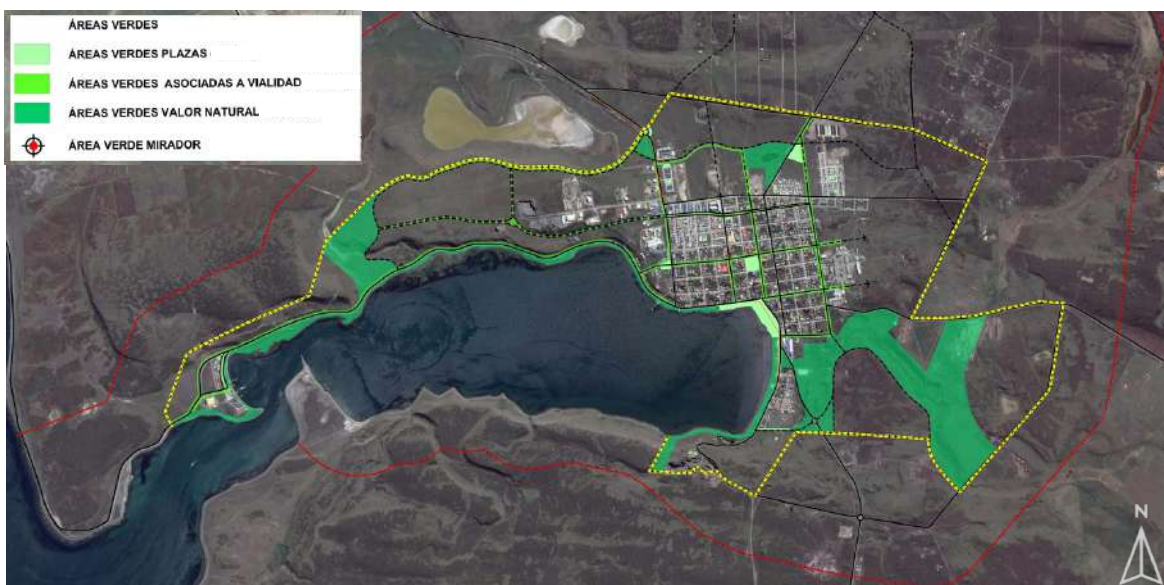 ÁREAS VERDES
ÁREAS VERDES PLAZAS
ÁREAS VERDES ASOCIADAS A VIALIDAD
ÁREAS VERDES VALOR NATURAL
ÁREA VERDE MIRADOR
N